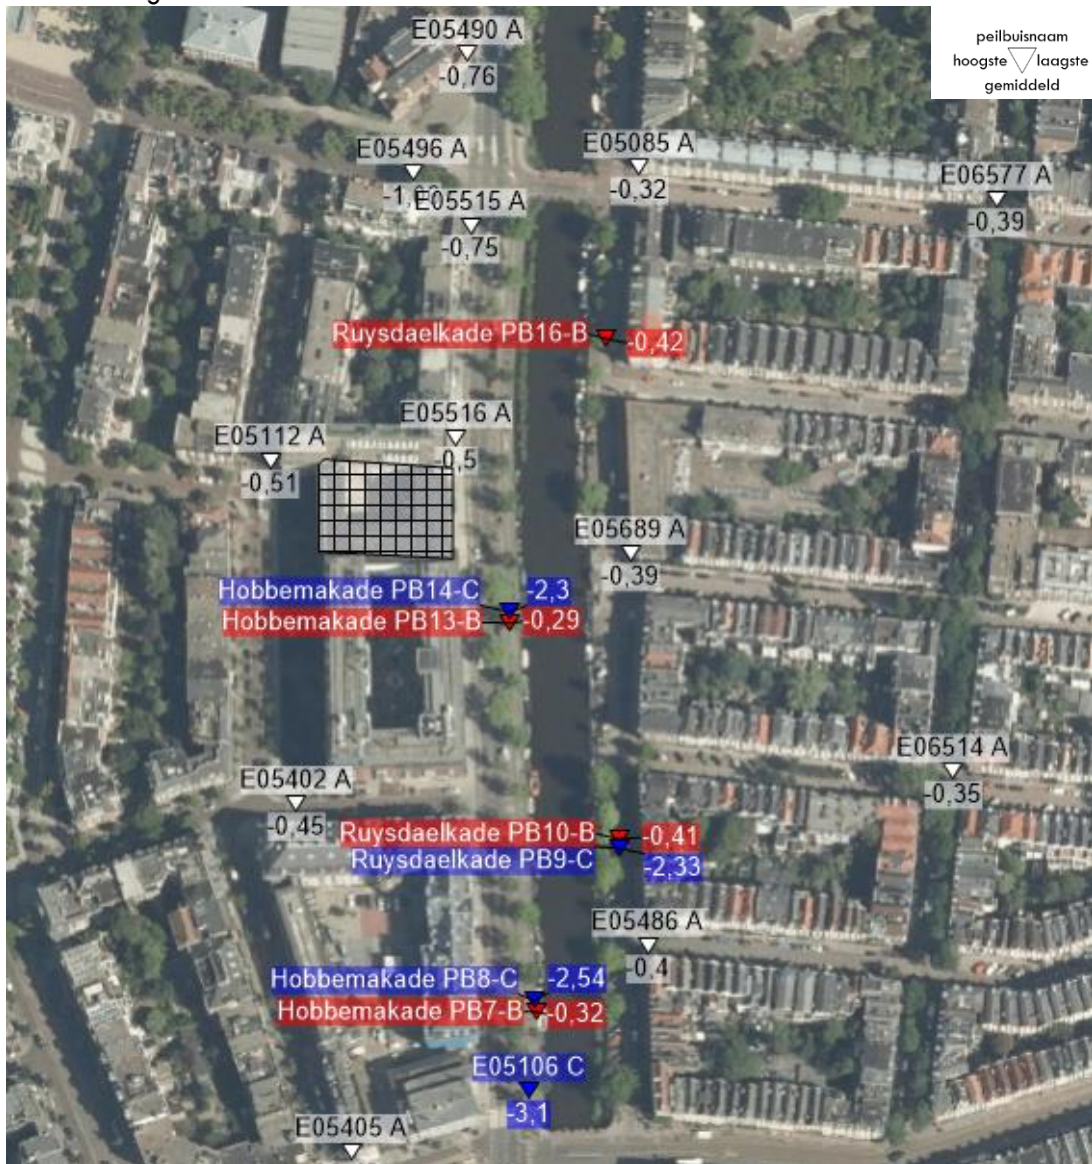 E05490 A
-0,76
peilbuisnaam
hoogste laagste
gemiddeld
E05496 A
E05085 A
-0,32
E06577 A
-0,39
E05515 A
-0,75
Ruysdaelkade PB16-B
-0,42
E05516 A
E05112 A
-0,51
E05689 A
-0,39
Hobbemakade PB14-C -2,3
Hobbemakade PB13-B -0,29
E06514 A
-0,35
E05402 A
-0,45
Ruysdaelkade PB10-B -0,41
Ruysdaelkade PB9-C -2,33
E05486 A
-0,4
Hobbemakade PB8-C -2,54
Hobbemakade PB7-B -0,32
E05106 C
-3,1
E05405 A